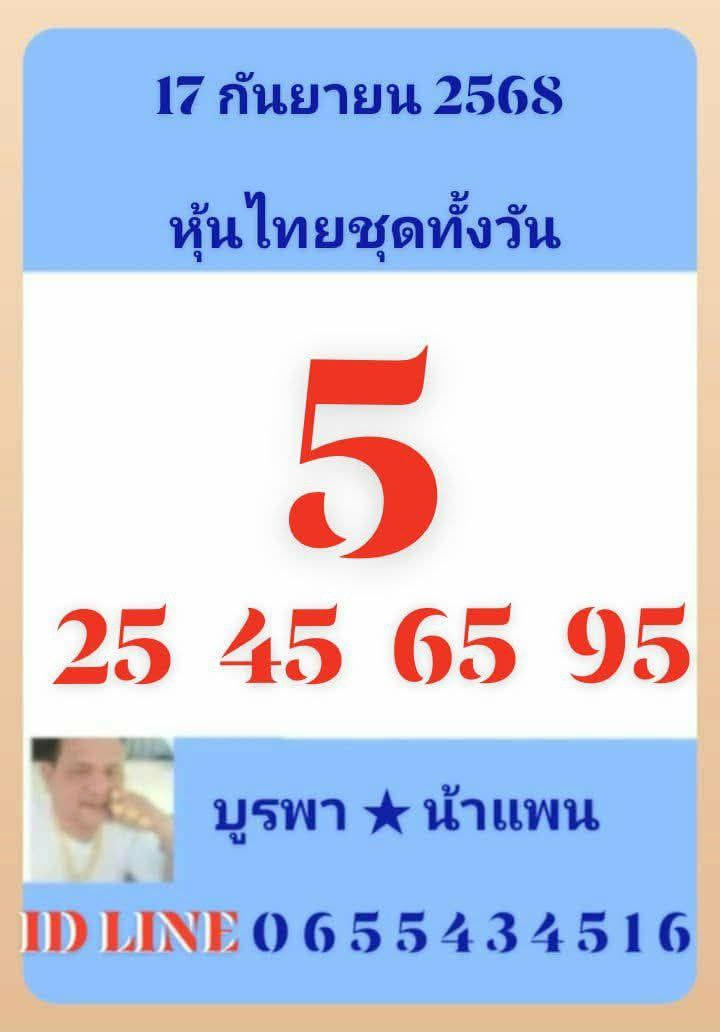 17 กันยายน 2568
หุ้นไทยชุดทั้งวัน
5
25 45 65 95
บูรพา ★ น้าแพน
ID LINE 0655434516